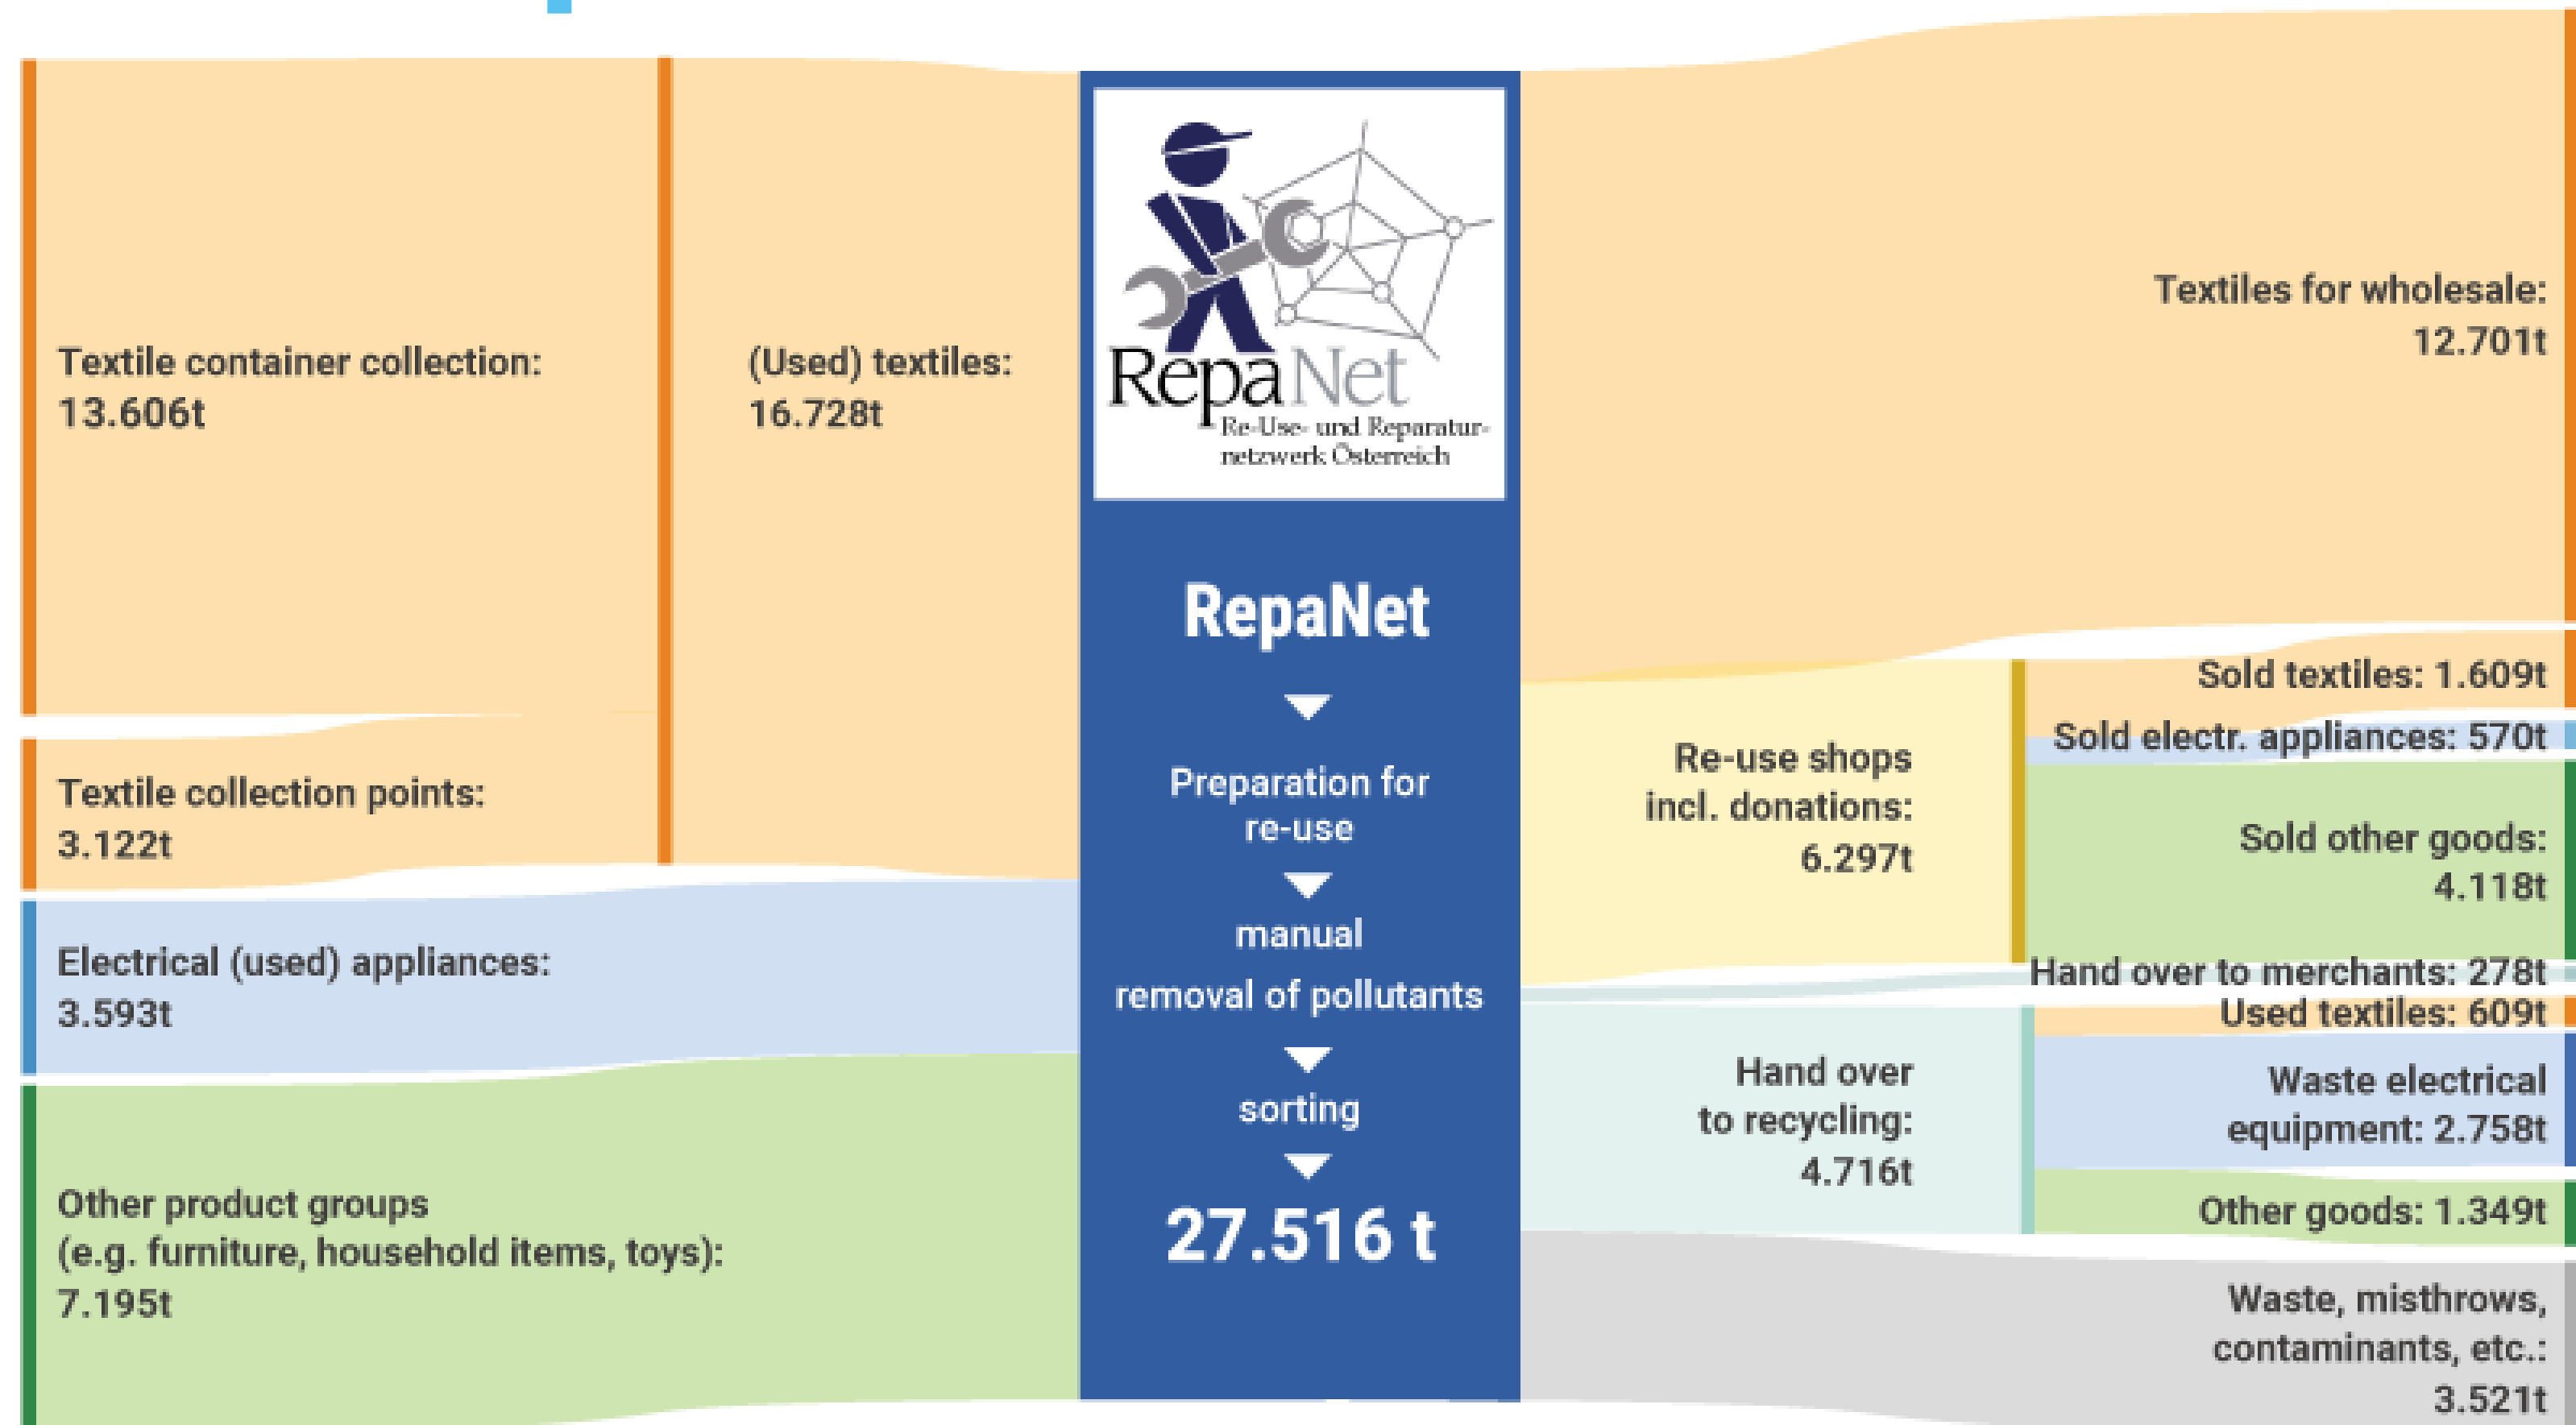 Textile container collection:
13.606t
Textile collection points:
3.122t
Electrical (used) appliances:
3.593t
Other product groups
(e.g. furniture, household items, toys):
7.195t
(Used) textiles:
16.728t
RepaNet
Re-Use- und Reparatur-
netzwerk Österreich
RepaNet
Preparation for
re-use
manual
removal of pollutants
sorting
27.516 t
Re-use shops
incl. donations:
6.297t
Hand over
to recycling:
4.716t
Textiles for wholesale:
12.701t
Sold textiles: 1.609t
Sold electr. appliances: 570t
Sold other goods:
4.118t
Hand over to merchants: 278t
Used textiles: 609t
Waste electrical
equipment: 2.758t
Other goods: 1.349t
Waste, misthrows,
contaminants, etc.:
3.521t